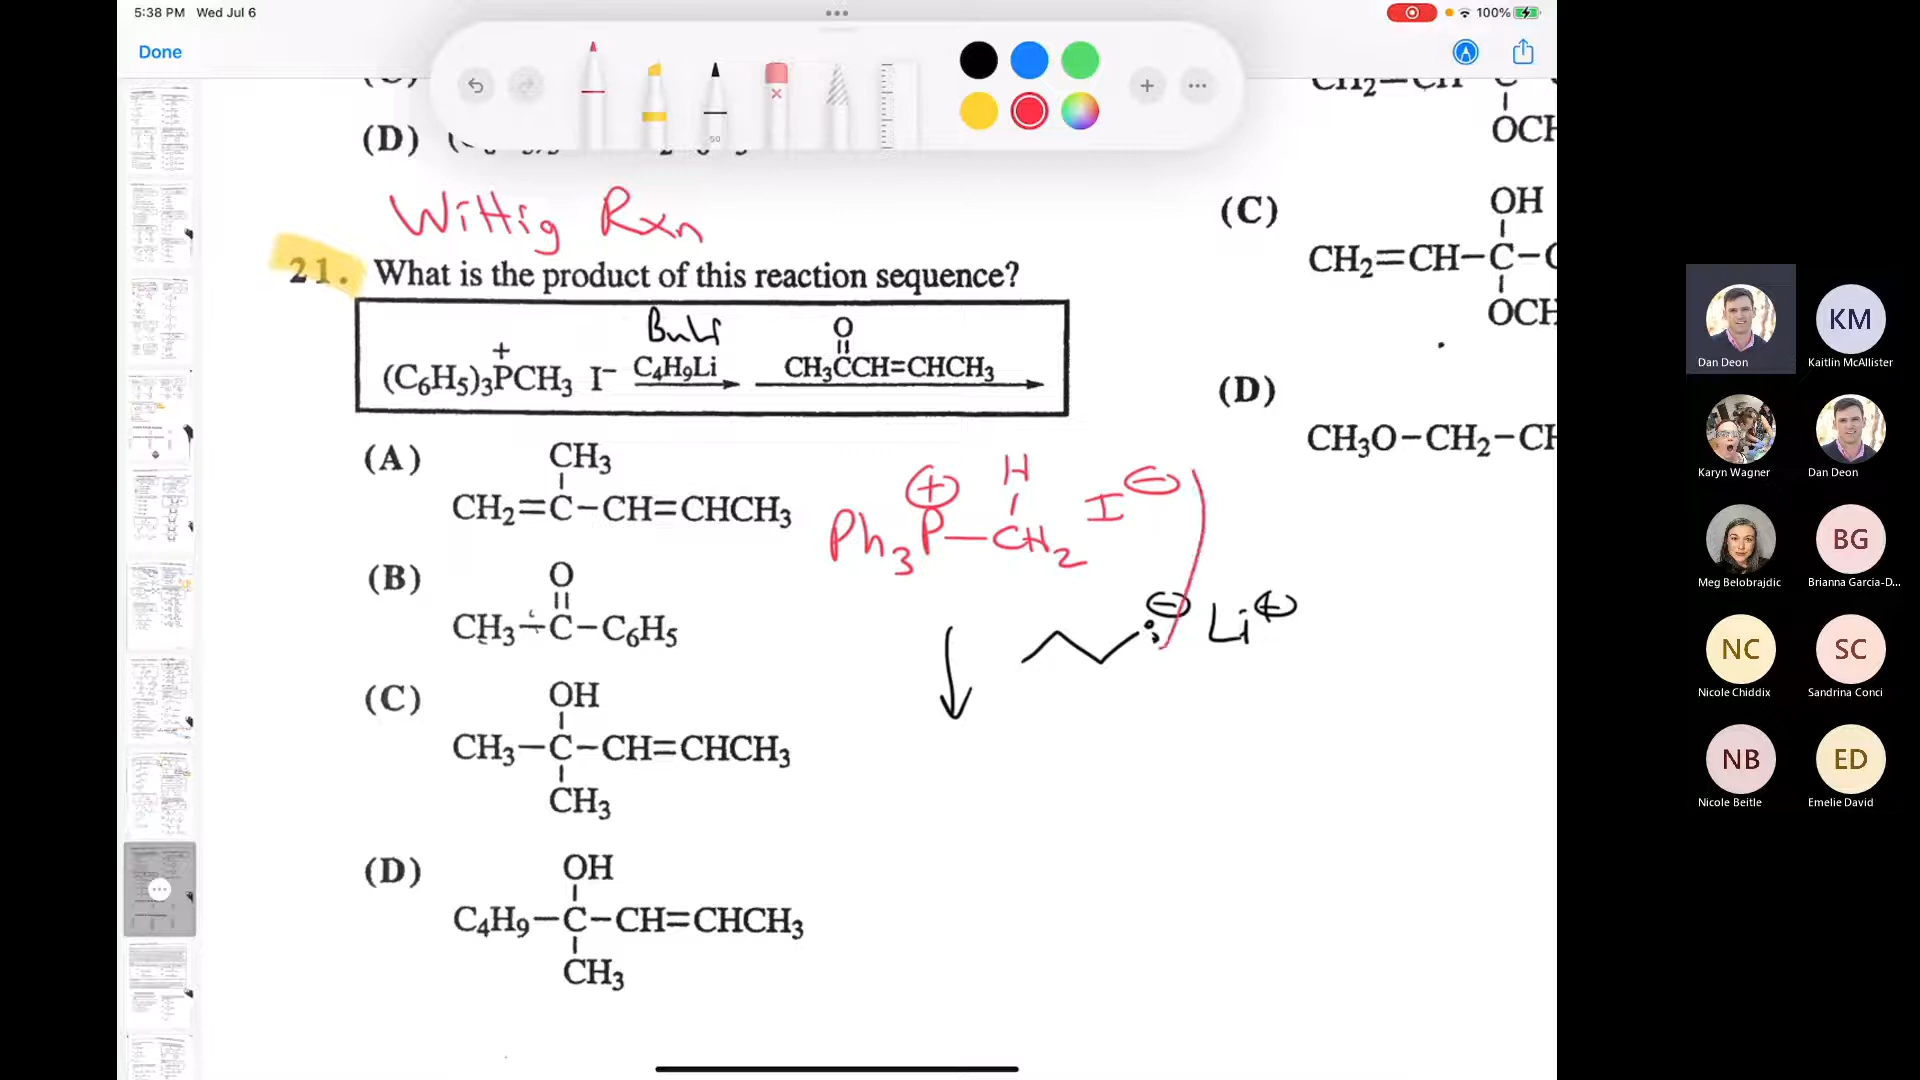 5:38 PM Wed Jul 6
100%
Done
50
(D)
Wittig Rxn
21. What is the product of this reaction sequence?
BuLi
(C6H5)3P+CH3 I− C4H9Li
O
CH3CCH=CHCH3
(A)
CH3
CH2=C−CH=CHCH3
(B)
O
CH3−C−C6H5
(C)
OH
CH3−C−CH=CHCH3
CH3
(D)
OH
C4H9−C−CH=CHCH3
CH3
H
Ph3P⊕−CH2 I⊖
⊖ Li⊕
OCH
(C)
OH
CH2=CH−C−C
OCH
(D)
CH3O−CH2−CH
Dan Deon
KM
Kaitlin McAllister
Karyn Wagner
Dan Deon
Meg Belobrajdic
BG
Brianna Garcia-D...
NC
Nicole Chiddix
SC
Sandrina Conci
NB
Nicole Beitle
ED
Emelie David